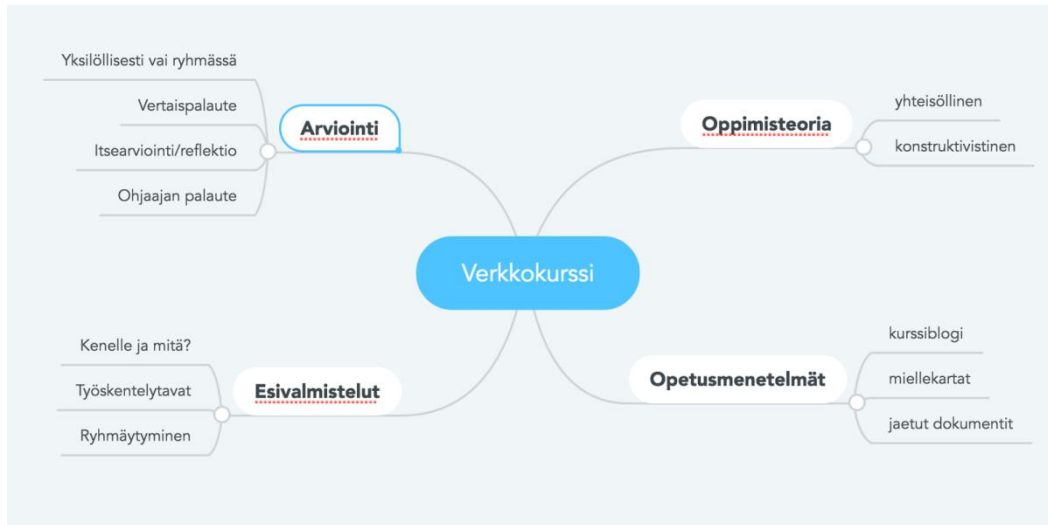 Verkkokurssi
Arviointi
Yksilöllisesti vai ryhmässä
Vertaispalaute
Itsearviointi/reflektio
Ohjaajan palaute
Oppimisteoria
yhteisöllinen
konstruktivistinen
Esivalmistelut
Kenelle ja mitä?
Työskentelytavat
Ryhmäytyminen
Opetusmenetelmät
kurssiblogi
miellekartat
jaetut dokumentit